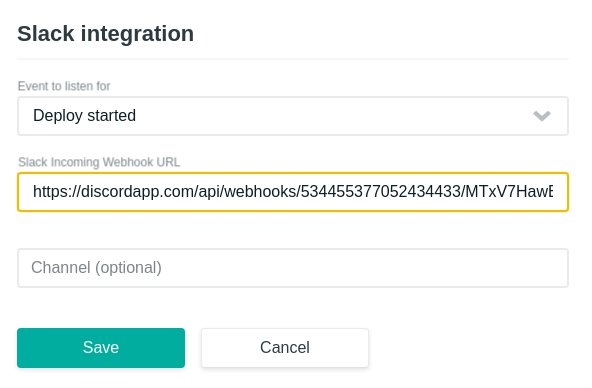 Slack integration
Event to listen for
Deploy started
Slack Incoming Webhook URL
https://discordapp.com/api/webhooks/534455377052434433/MTxV7HawE
Channel (optional)
Save
Cancel